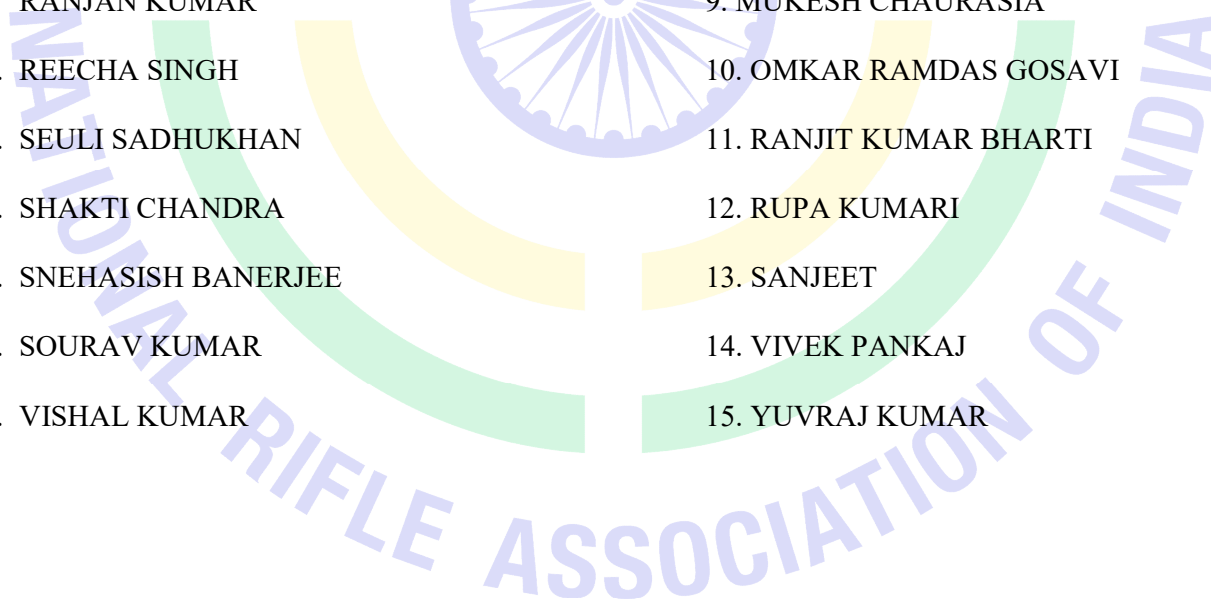 RANJAN KUMAR
REECHA SINGH
SEULI SADHUKHAN
SHAKTI CHANDRA
SNEHASISH BANERJEE
SOURAV KUMAR
VISHAL KUMAR
9. MUKESH CHAURASIA
10. OMKAR RAMDAS GOSAVI
11. RANJIT KUMAR BHARTI
12. RUPA KUMARI
13. SANJEET
14. VIVEK PANKAJ
15. YUVRAJ KUMAR
NATIONAL RIFLE ASSOCIATION OF INDIA